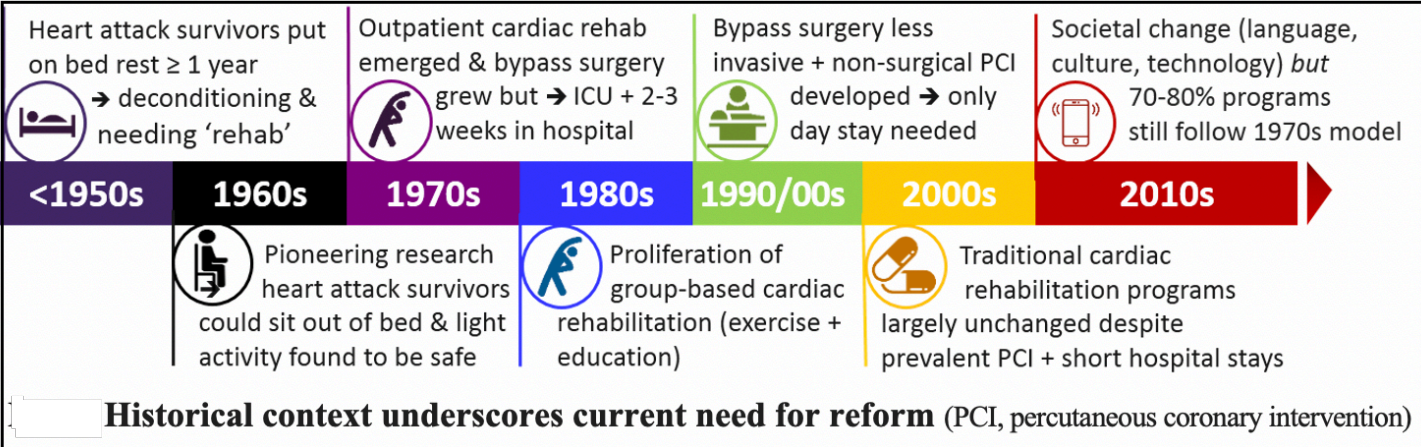 Heart attack survivors put
on bed rest ≥ 1 year
➔ deconditioning &
needing ‘rehab’
Outpatient cardiac rehab
emerged & bypass surgery
grew but ➔ ICU + 2-3
weeks in hospital
Bypass surgery less
invasive + non-surgical PCI
developed ➔ only
day stay needed
Societal change (language,
culture, technology) but
70-80% programs
still follow 1970s model
<1950s
1960s
1970s
1980s
1990/00s
2000s
2010s
Pioneering research
heart attack survivors
could sit out of bed & light
activity found to be safe
Proliferation of
group-based cardiac
rehabilitation (exercise +
education)
Traditional cardiac
rehabilitation programs
largely unchanged despite
prevalent PCI + short hospital stays
Historical context underscores current need for reform (PCI, percutaneous coronary intervention)